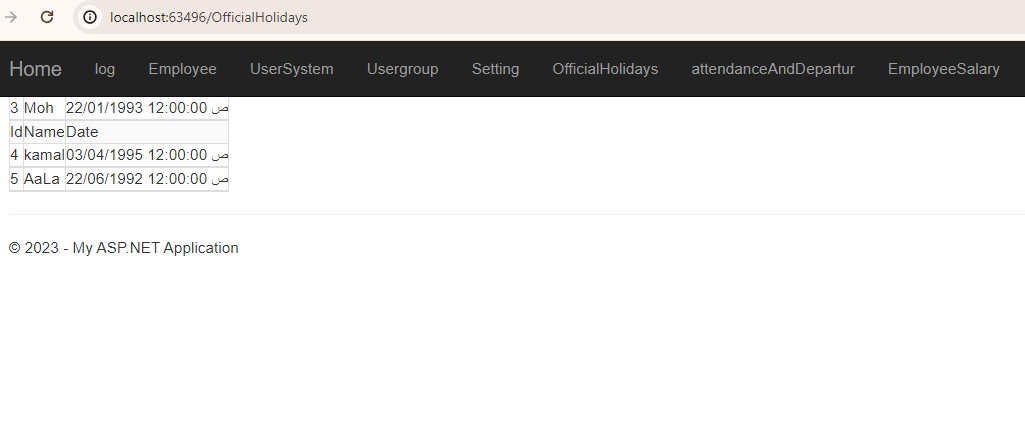 localhost:63496/OfficialHolidays
Home log Employee UserSystem Usergroup Setting OfficialHolidays attendanceAndDepartur EmployeeSalary
3 Moh 22/01/1993 12:00:00 ص
Id Name Date
4 kamal 03/04/1995 12:00:00 ص
5 AaLa 22/06/1992 12:00:00 ص
© 2023 - My ASP.NET Application